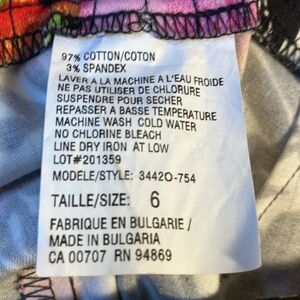 97% COTTON/COTON
3% SPANDEX
LAVER A LA MACHINE A L'EAU FROIDE
NE PAS UTILISER DE CHLORURE
SUSPENDRE POUR SECHER
REPASSER A BASSE TEMPERATURE
MACHINE WASH COLD WATER
NO CHLORINE BLEACH
LINE DRY IRON AT LOW
LOT#201359
MODELE/STYLE: 3442O-754
TAILLE/SIZE: 6
FABRIQUE EN BULGARIE/
MADE IN BULGARIA
CA 00707 RN 94869